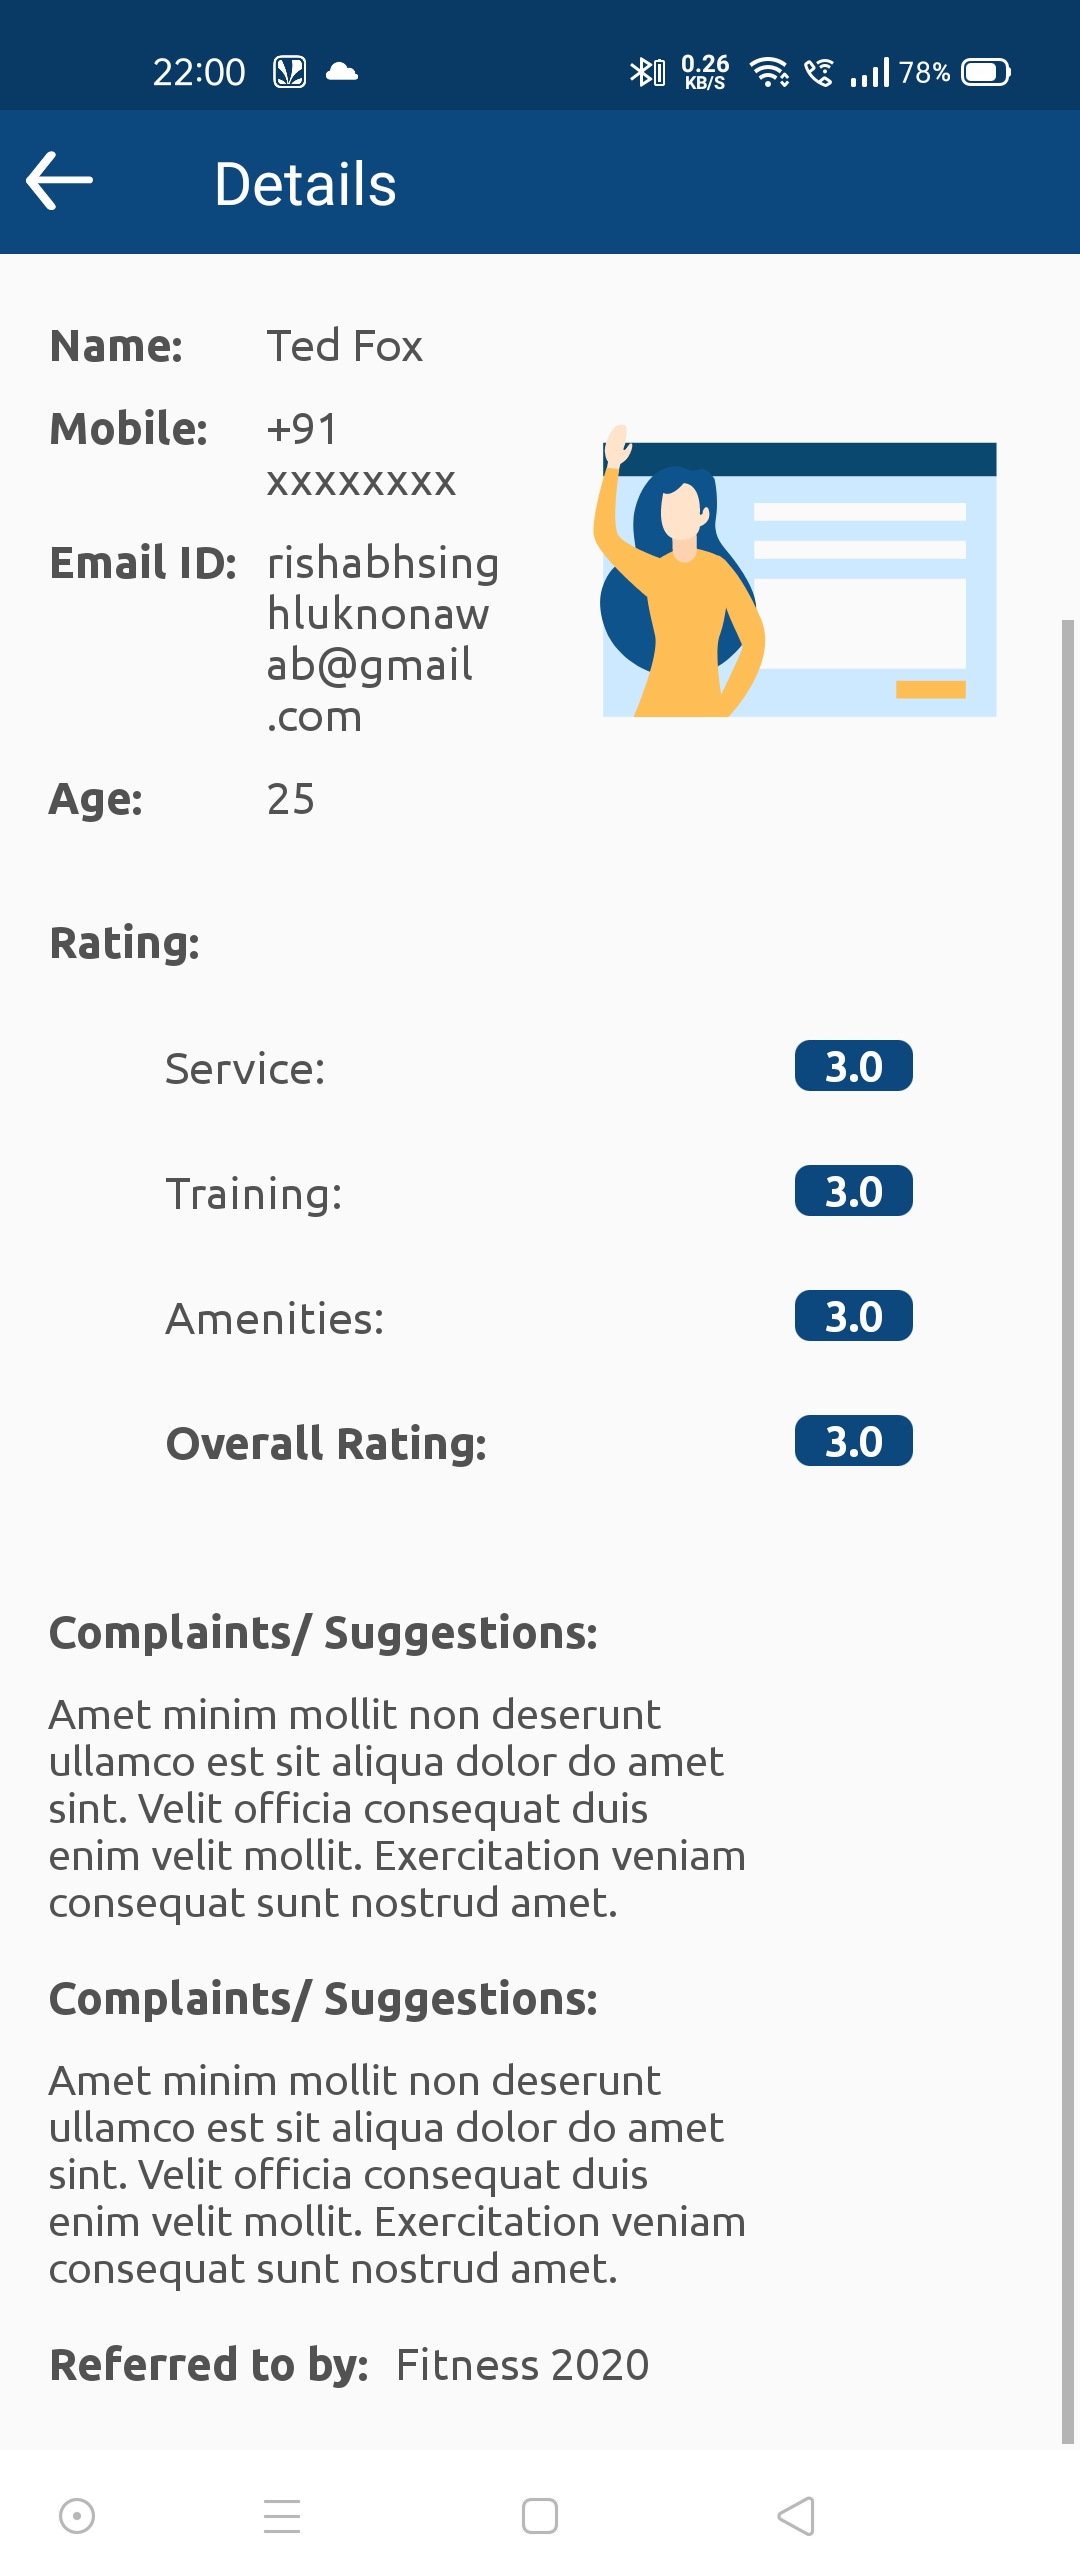 22:00 0.26 KB/S 78%
Details
Name: Ted Fox
Mobile: +91
xxxxxxxx
Email ID: rishabhsing
hluknonaw
ab@gmail
.com
Age: 25
Rating:
Service: 3.0
Training: 3.0
Amenities: 3.0
Overall Rating: 3.0
Complaints/ Suggestions:
Amet minim mollit non deserunt
ullamco est sit aliqua dolor do amet
sint. Velit officia consequat duis
enim velit mollit. Exercitation veniam
consequat sunt nostrud amet.
Complaints/ Suggestions:
Amet minim mollit non deserunt
ullamco est sit aliqua dolor do amet
sint. Velit officia consequat duis
enim velit mollit. Exercitation veniam
consequat sunt nostrud amet.
Referred to by: Fitness 2020